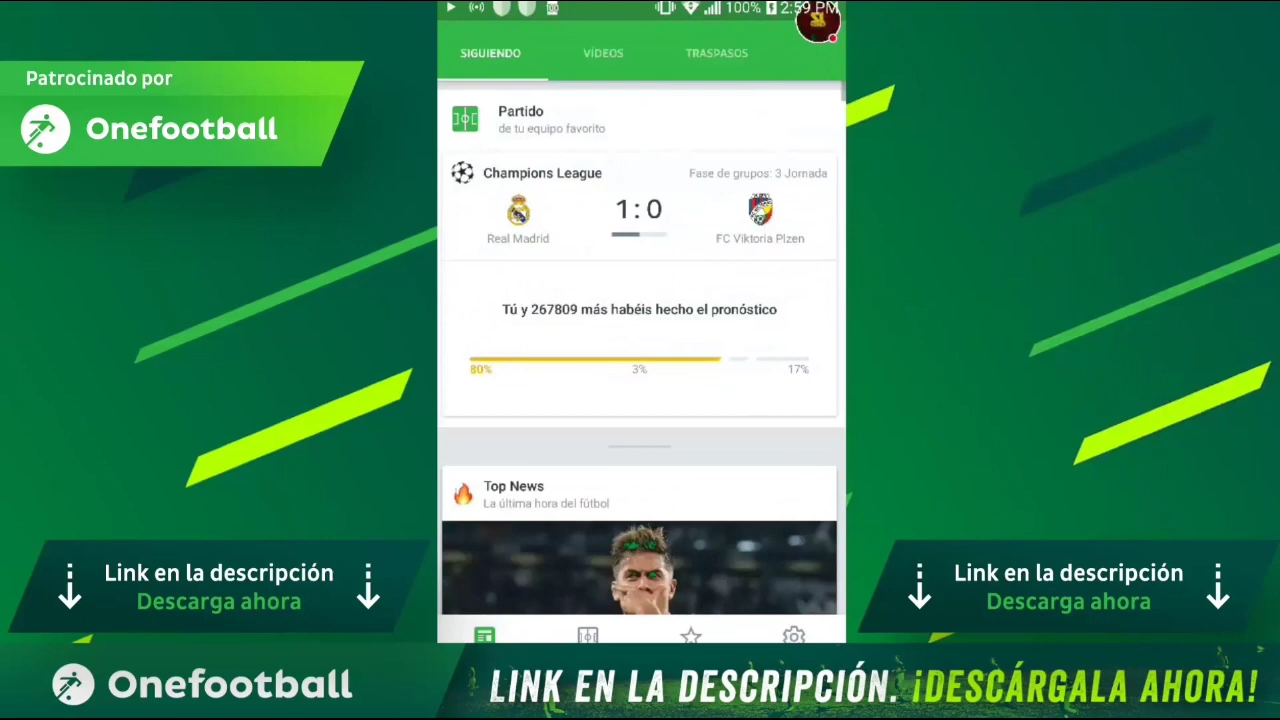 100% 2:59 PM
SIGUIENDO VÍDEOS TRASPASOS
Patrocinado por
Onefootball
Partido
de tu equipo favorito
Champions League Fase de grupos: 3 Jornada
1:0
Real Madrid FC Viktoria Plzen
Tú y 267809 más habéis hecho el pronóstico
80% 3% 17%
Top News
La última hora del fútbol
Link en la descripción
Descarga ahora
Link en la descripción
Descarga ahora
Onefootball
LINK EN LA DESCRIPCIÓN. ¡DESCÁRGALA AHORA!